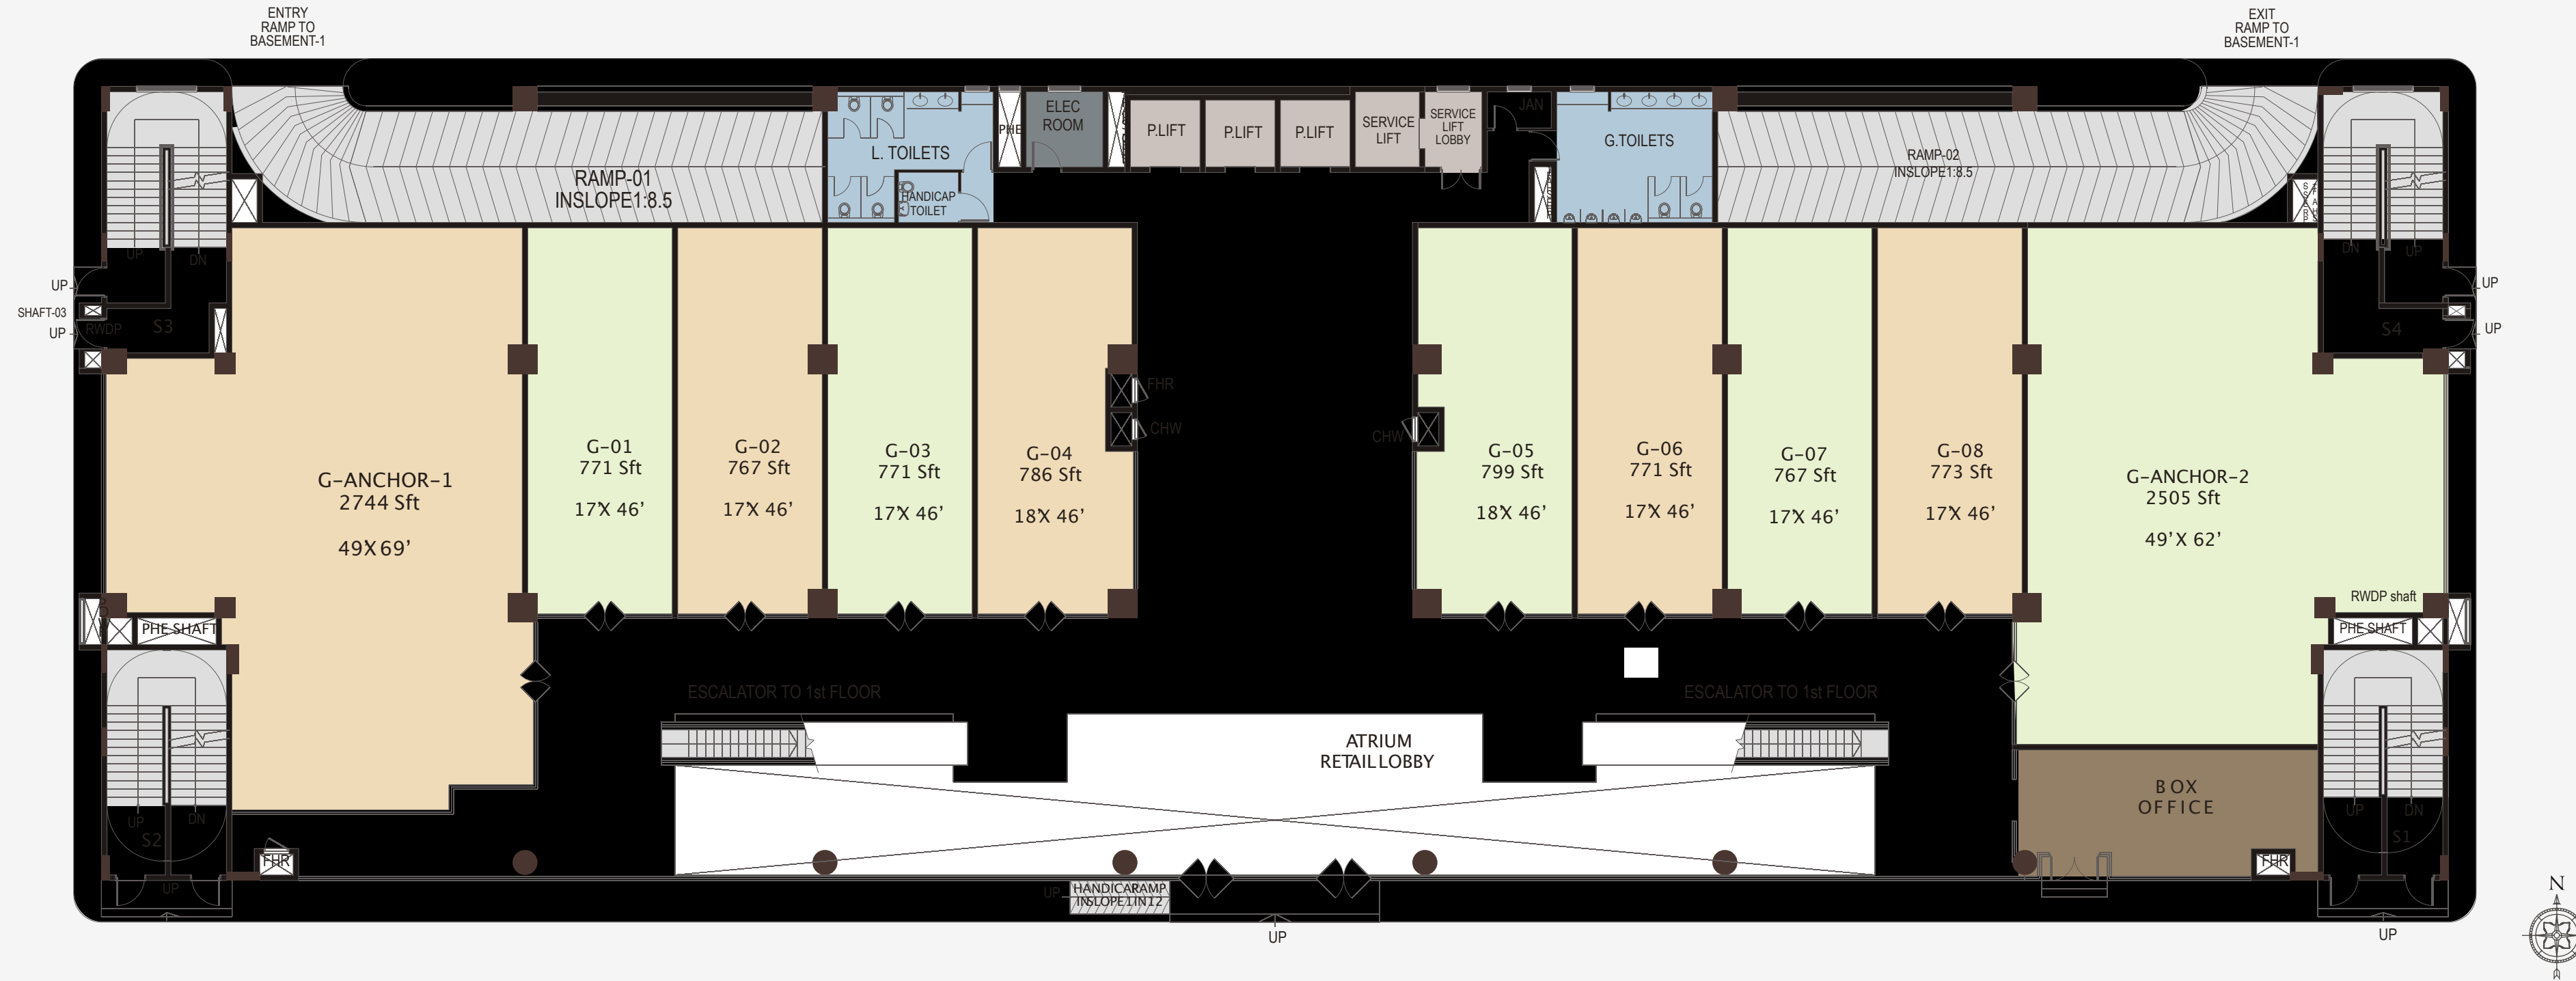 ENTRY
RAMP TO
BASEMENT-1
EXIT
RAMP TO
BASEMENT-1
L. TOILETS
HANDICAP
TOILET
PHE
ELEC
ROOM
P.LIFT
P.LIFT
P.LIFT
SERVICE
LIFT
SERVICE
LIFT
LOBBY
JAN
G.TOILETS
RAMP-01
INSLOPE1:8.5
RAMP-02
INSLOPE1:8.5
UP
DN
UP
SHAFT-03
UP
RWDP
S3
DN
UP
UP
UP
S4
FHR
CHW
CHW
G-ANCHOR-1
2744 Sft
49'X 69'
G-01
771 Sft
17'X 46'
G-02
767 Sft
17'X 46'
G-03
771 Sft
17'X 46'
G-04
786 Sft
18'X 46'
G-05
799 Sft
18'X 46'
G-06
771 Sft
17'X 46'
G-07
767 Sft
17'X 46'
G-08
773 Sft
17'X 46'
G-ANCHOR-2
2505 Sft
49'X 62'
RWDP shaft
PHE SHAFT
PHE SHAFT
ESCALATOR TO 1st FLOOR
ESCALATOR TO 1st FLOOR
ATRIUM
RETAIL LOBBY
BOX
OFFICE
UP
DN
S2
UP
FHR
UP
DN
S1
FHR
UP
HANDICARAMP
INSLOPE1IN12
UP
UP
N